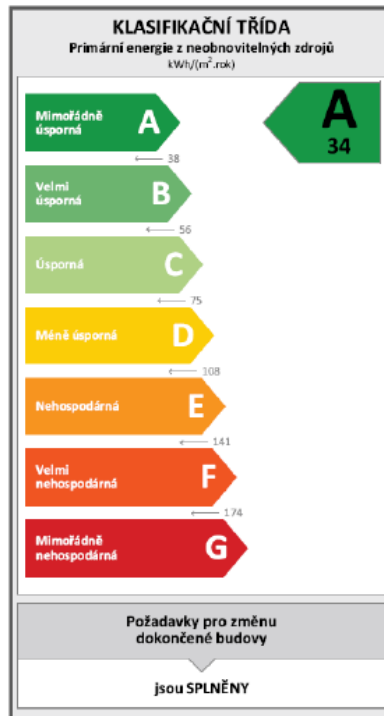 KLASIFIKAČNÍ TŘÍDA
Primární energie z neobnovitelných zdrojů
kWh/(m².rok)
Mimořádně
úsporná
A
A
34
38
Velmi
úsporná
B
56
Úsporná
C
75
Méně úsporná
D
108
Nehospodárná
E
141
Velmi
nehospodárná
F
174
Mimořádně
nehospodárná
G
Požadavky pro změnu
dokončené budovy
jsou SPLNĚNY